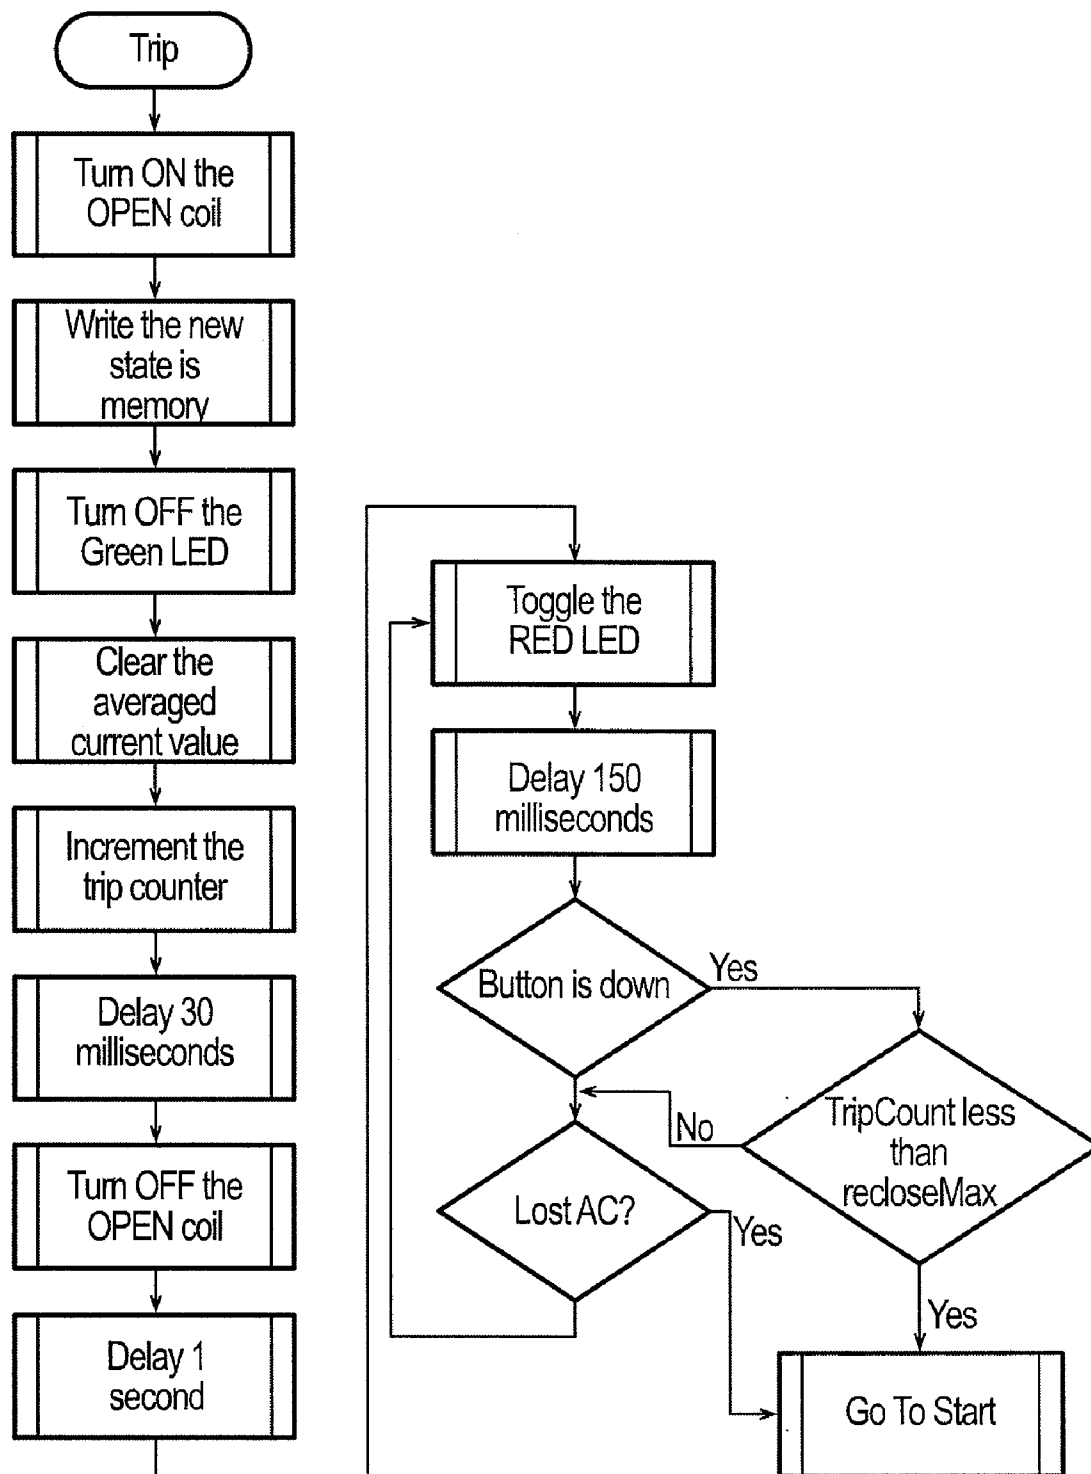 Trip
Turn ON the
OPEN coil
Write the new
state is
memory
Turn OFF the
Green LED
Clear the
averaged
current value
Increment the
trip counter
Delay 30
milliseconds
Turn OFF the
OPEN coil
Delay 1
second
Toggle the
RED LED
Delay 150
milliseconds
Button is down
Yes
TripCount less
than
recloseMax
No
Lost AC?
Yes
Yes
Go To Start